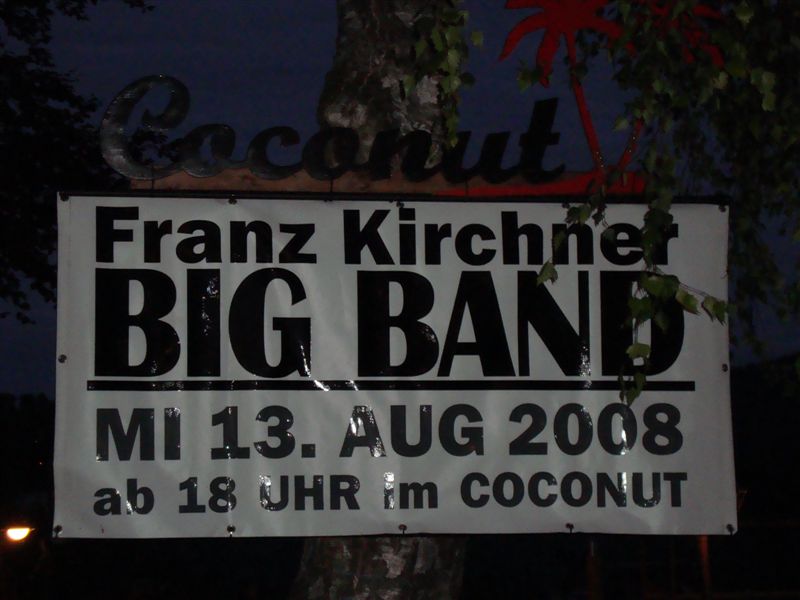 Coconut
Franz Kirchner
BIG BAND
MI 13. AUG 2008
ab 18 UHR im COCONUT